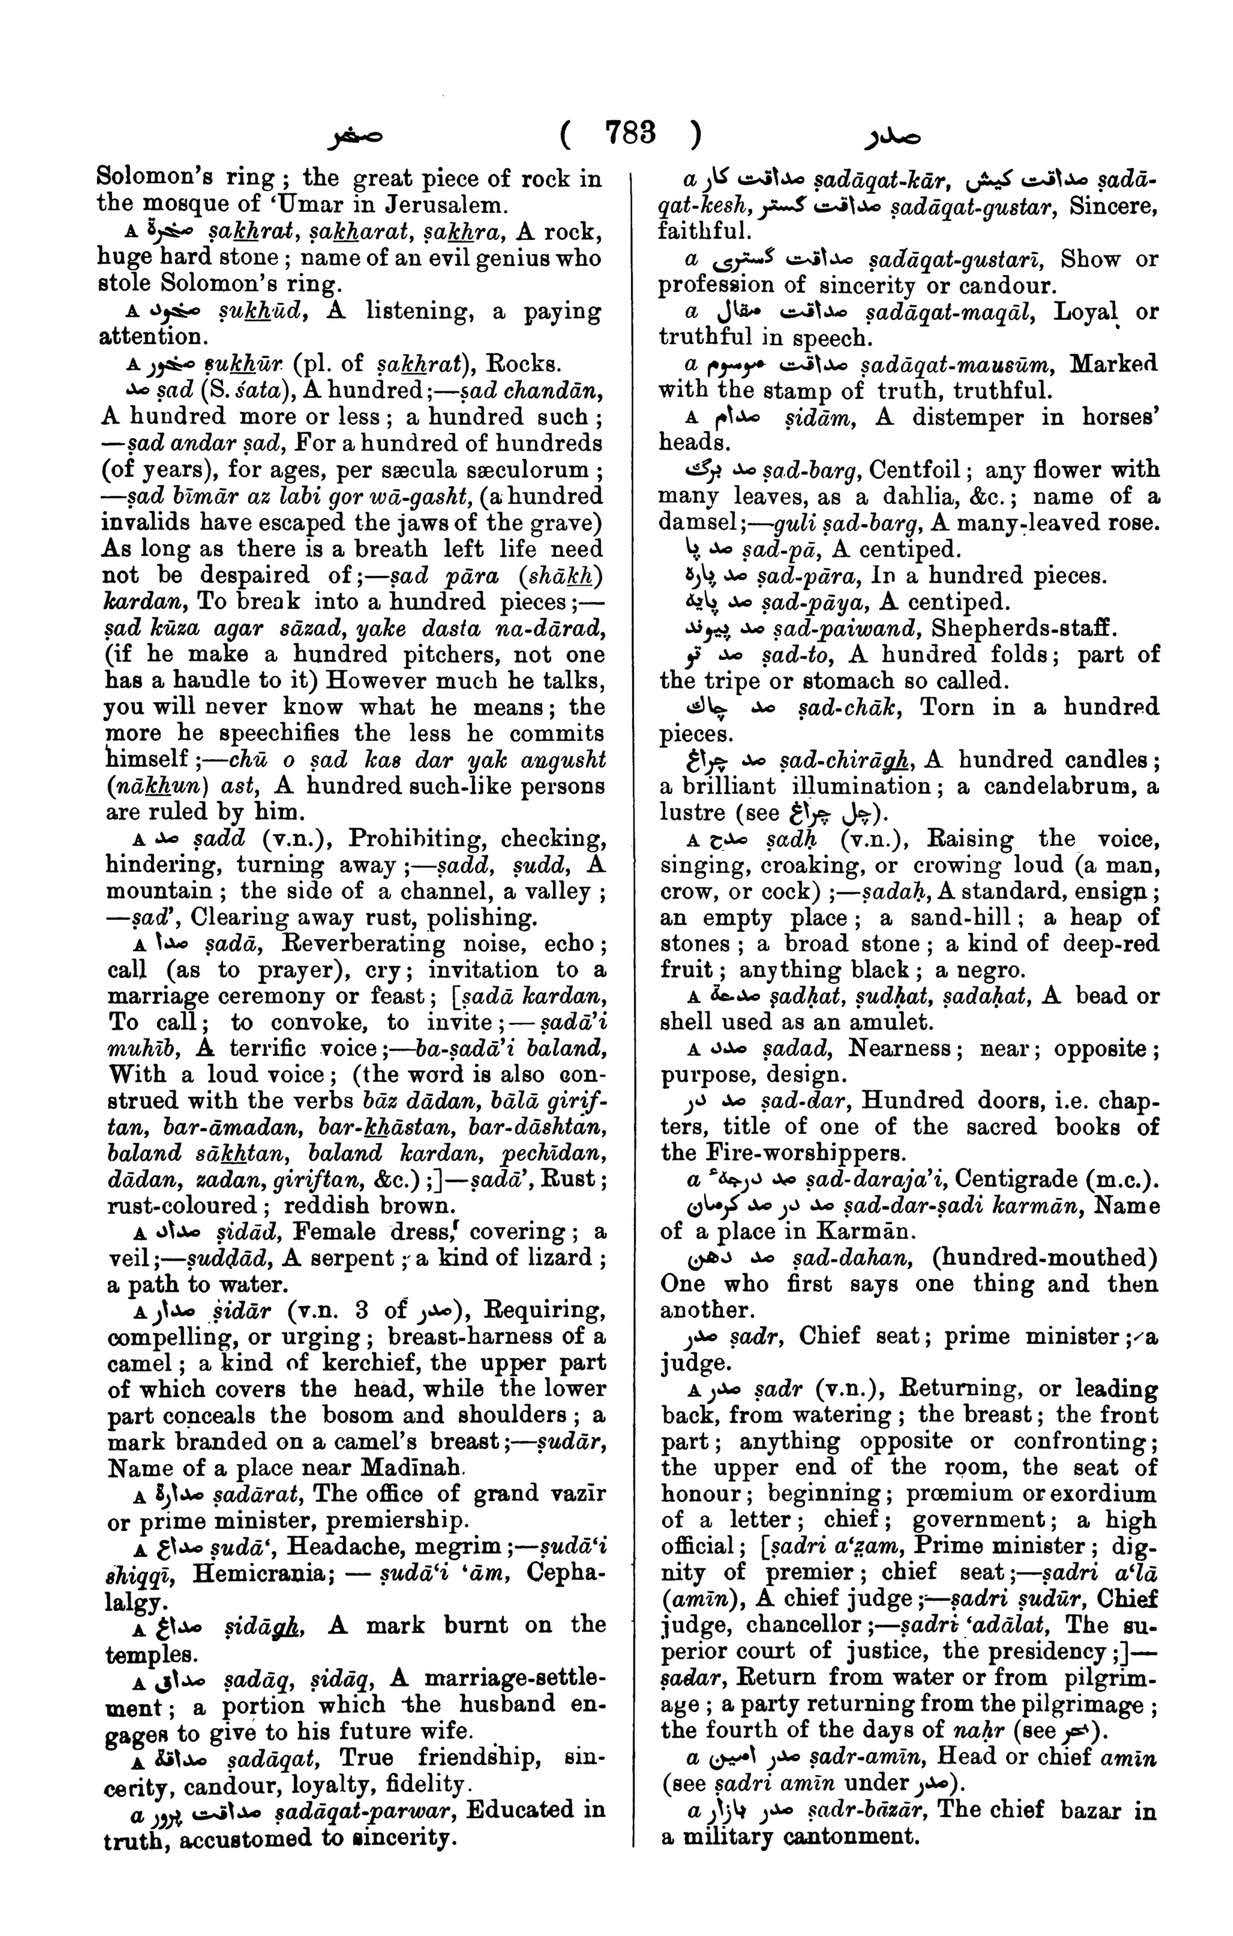 صخر ( 783 ) صدر
Solomon's ring ; the great piece of rock in
the mosque of ‘Umar in Jerusalem.
A صخرة ṣakhrat, ṣakharat, ṣakhra, A rock,
huge hard stone ; name of an evil genius who
stole Solomon's ring.
A صخود ṣukhūd, A listening, a paying
attention.
A صخور ṣukhūr (pl. of ṣakhrat), Rocks.
صد ṣad (S. śata), A hundred ;—ṣad chandān,
A hundred more or less ; a hundred such ;
—ṣad andar ṣad, For a hundred of hundreds
(of years), for ages, per sæcula sæculorum ;
—ṣad bīmār az labi gor wā-gasht, (a hundred
invalids have escaped the jaws of the grave)
As long as there is a breath left life need
not be despaired of ;—ṣad pāra (shākh)
kardan, To break into a hundred pieces ;—
ṣad kūza agar sāzad, yake dasta na-dārad,
(if he make a hundred pitchers, not one
has a handle to it) However much he talks,
you will never know what he means ; the
more he speechifies the less he commits
himself ;—chū o ṣad kas dar yak angusht
(nākhun) ast, A hundred such-like persons
are ruled by him.
A صد ṣadd (v.n.), Prohibiting, checking,
hindering, turning away ;—ṣadd, ṣudd, A
mountain ; the side of a channel, a valley ;
—ṣad’, Clearing away rust, polishing.
A صدا ṣadā, Reverberating noise, echo ;
call (as to prayer), cry ; invitation to a
marriage ceremony or feast ; [ṣadā kardan,
To call ; to convoke, to invite ;—ṣadā’i
muhīb, A terrific voice ;—ba-ṣadā’i baland,
With a loud voice ; (the word is also con-
strued with the verbs bāz dādan, bālā girif-
tan, bar-āmadan, bar-khāstan, bar-dāshtan,
baland sākhtan, baland kardan, pechīdan,
dādan, zadan, giriftan, &c.) ;]—ṣadā’, Rust ;
rust-coloured ; reddish brown.
A صداد ṣidād, Female dress, covering ; a
veil ;—ṣuddād, A serpent ; a kind of lizard ;
a path to water.
A صدار ṣidār (v.n. 3 of صدر), Requiring,
compelling, or urging ; breast-harness of a
camel ; a kind of kerchief, the upper part
of which covers the head, while the lower
part conceals the bosom and shoulders ; a
mark branded on a camel's breast ;—ṣudār,
Name of a place near Madīnah.
A صدارة ṣadārat, The office of grand vazīr
or prime minister, premiership.
A صداع ṣudā‘, Headache, megrim ;—ṣudā‘i
shiqqī, Hemicrania ; — ṣudā‘i ‘ām, Cepha-
lalgy.
A صداغ ṣidāgh, A mark burnt on the
temples.
A صداق ṣadāq, ṣidāq, A marriage-settle-
ment ; a portion which the husband en-
gages to give to his future wife.
A صداقة ṣadāqat, True friendship, sin-
cerity, candour, loyalty, fidelity.
a صداقت پرور ṣadāqat-parwar, Educated in
truth, accustomed to sincerity.
a صداقت كار ṣadāqat-kār, صداقت كيش ṣadā-
qat-kesh, صداقت گستر ṣadāqat-gustar, Sincere,
faithful.
a صداقت گستری ṣadāqat-gustarī, Show or
profession of sincerity or candour.
a صداقت مقال ṣadāqat-maqāl, Loyal or
truthful in speech.
a صداقت موسوم ṣadāqat-mausūm, Marked
with the stamp of truth, truthful.
A صدام ṣidām, A distemper in horses’
heads.
صد برگ ṣad-barg, Centfoil ; any flower with
many leaves, as a dahlia, &c. ; name of a
damsel ;—guli ṣad-barg, A many-leaved rose.
صد پا ṣad-pā, A centiped.
صد پاره ṣad-pāra, In a hundred pieces.
صد پايه ṣad-pāya, A centiped.
صد پيوند ṣad-paiwand, Shepherds-staff.
صد تو ṣad-to, A hundred folds ; part of
the tripe or stomach so called.
صد چاك ṣad-chāk, Torn in a hundred
pieces.
صد چراغ ṣad-chirāgh, A hundred candles ;
a brilliant illumination ; a candelabrum, a
lustre (see چل چراغ).
A صدح ṣadḥ (v.n.), Raising the voice,
singing, croaking, or crowing loud (a man,
crow, or cock) ;—ṣadaḥ, A standard, ensign ;
an empty place ; a sand-hill ; a heap of
stones ; a broad stone ; a kind of deep-red
fruit ; anything black ; a negro.
A صدحة ṣadḥat, ṣudḥat, ṣadaḥat, A bead or
shell used as an amulet.
A صدد ṣadad, Nearness ; near ; opposite ;
purpose, design.
صد در ṣad-dar, Hundred doors, i.e. chap-
ters, title of one of the sacred books of
the Fire-worshippers.
a صد درجهٔ ṣad-daraja’i, Centigrade (m.c.).
صد در صد كرمان ṣad-dar-ṣadi karmān, Name
of a place in Karmān.
صد دهن ṣad-dahan, (hundred-mouthed)
One who first says one thing and then
another.
صدر ṣadr, Chief seat ; prime minister ; a
judge.
A صدر ṣadr (v.n.), Returning, or leading
back, from watering ; the breast ; the front
part ; anything opposite or confronting ;
the upper end of the room, the seat of
honour ; beginning ; prœmium or exordium
of a letter ; chief ; government ; a high
official ; [ṣadri a‘z̤am, Prime minister ; dig-
nity of premier ; chief seat ;—ṣadri a‘lā
(amīn), A chief judge ;—ṣadri ṣudūr, Chief
judge, chancellor ;—ṣadri ‘adālat, The su-
perior court of justice, the presidency ;]—
ṣadar, Return from water or from pilgrim-
age ; a party returning from the pilgrimage ;
the fourth of the days of naḥr (see نحر).
a صدر امين ṣadr-amīn, Head or chief amīn
(see ṣadri amīn under صدر).
a صدر بازار ṣadr-bāzār, The chief bazar in
a military cantonment.